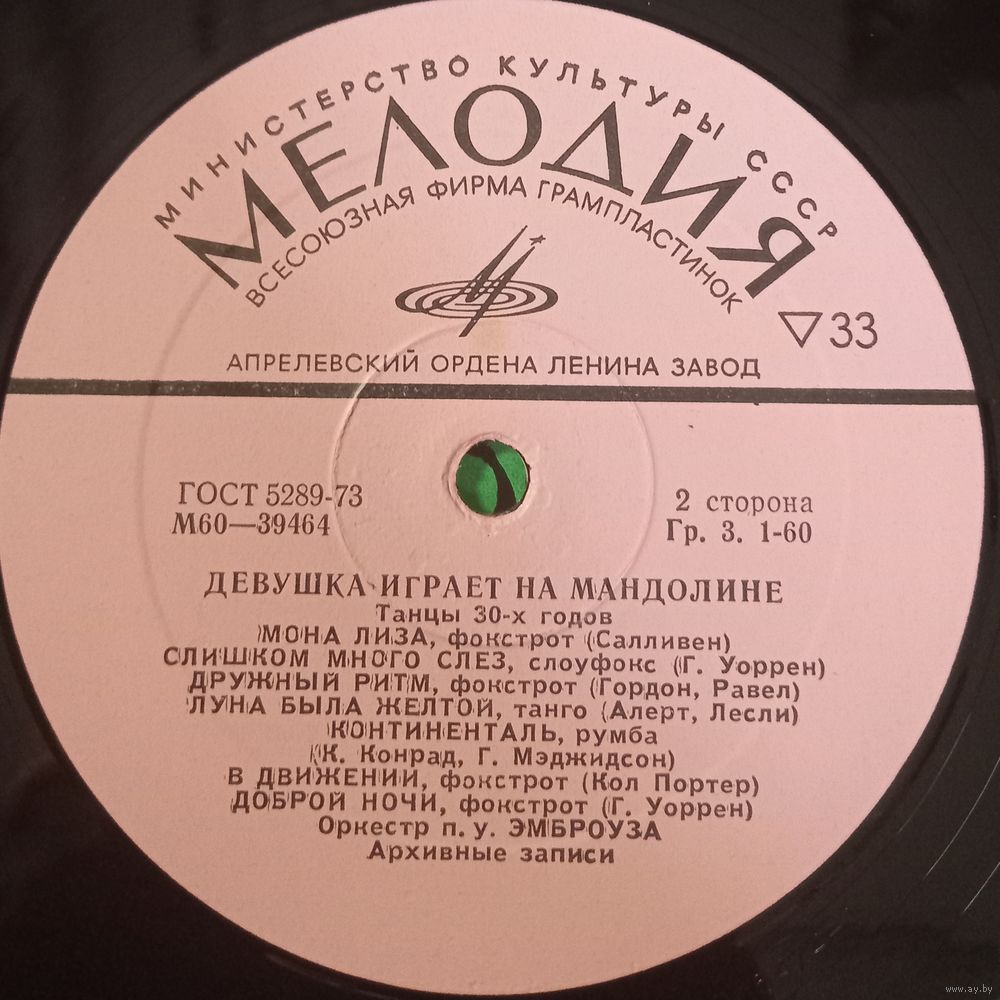 МИНИСТЕРСТВО КУЛЬТУРЫ СССР
МЕЛОДИЯ
ВСЕСОЮЗНАЯ ФИРМА ГРАМПЛАСТИНОК
▽33
АПРЕЛЕВСКИЙ ОРДЕНА ЛЕНИНА ЗАВОД
ГОСТ 5289-73
М60—39464
2 сторона
Гр. 3. 1-60
ДЕВУШКА ИГРАЕТ НА МАНДОЛИНЕ
Танцы 30-х годов
МОНА ЛИЗА, фокстрот (Салливен)
СЛИШКОМ МНОГО СЛЕЗ, слоуфокс (Г. Уоррен)
ДРУЖНЫЙ РИТМ, фокстрот (Гордон, Равел)
ЛУНА БЫЛА ЖЕЛТОЙ, танго (Алерт, Лесли)
КОНТИНЕНТАЛЬ, румба
(К. Конрад, Г. Мэджидсон)
В ДВИЖЕНИИ, фокстрот (Кол Портер)
ДОБРОЙ НОЧИ, фокстрот (Г. Уоррен)
Оркестр п. у. ЭМБРОУЗА
Архивные записи
www.ay.by